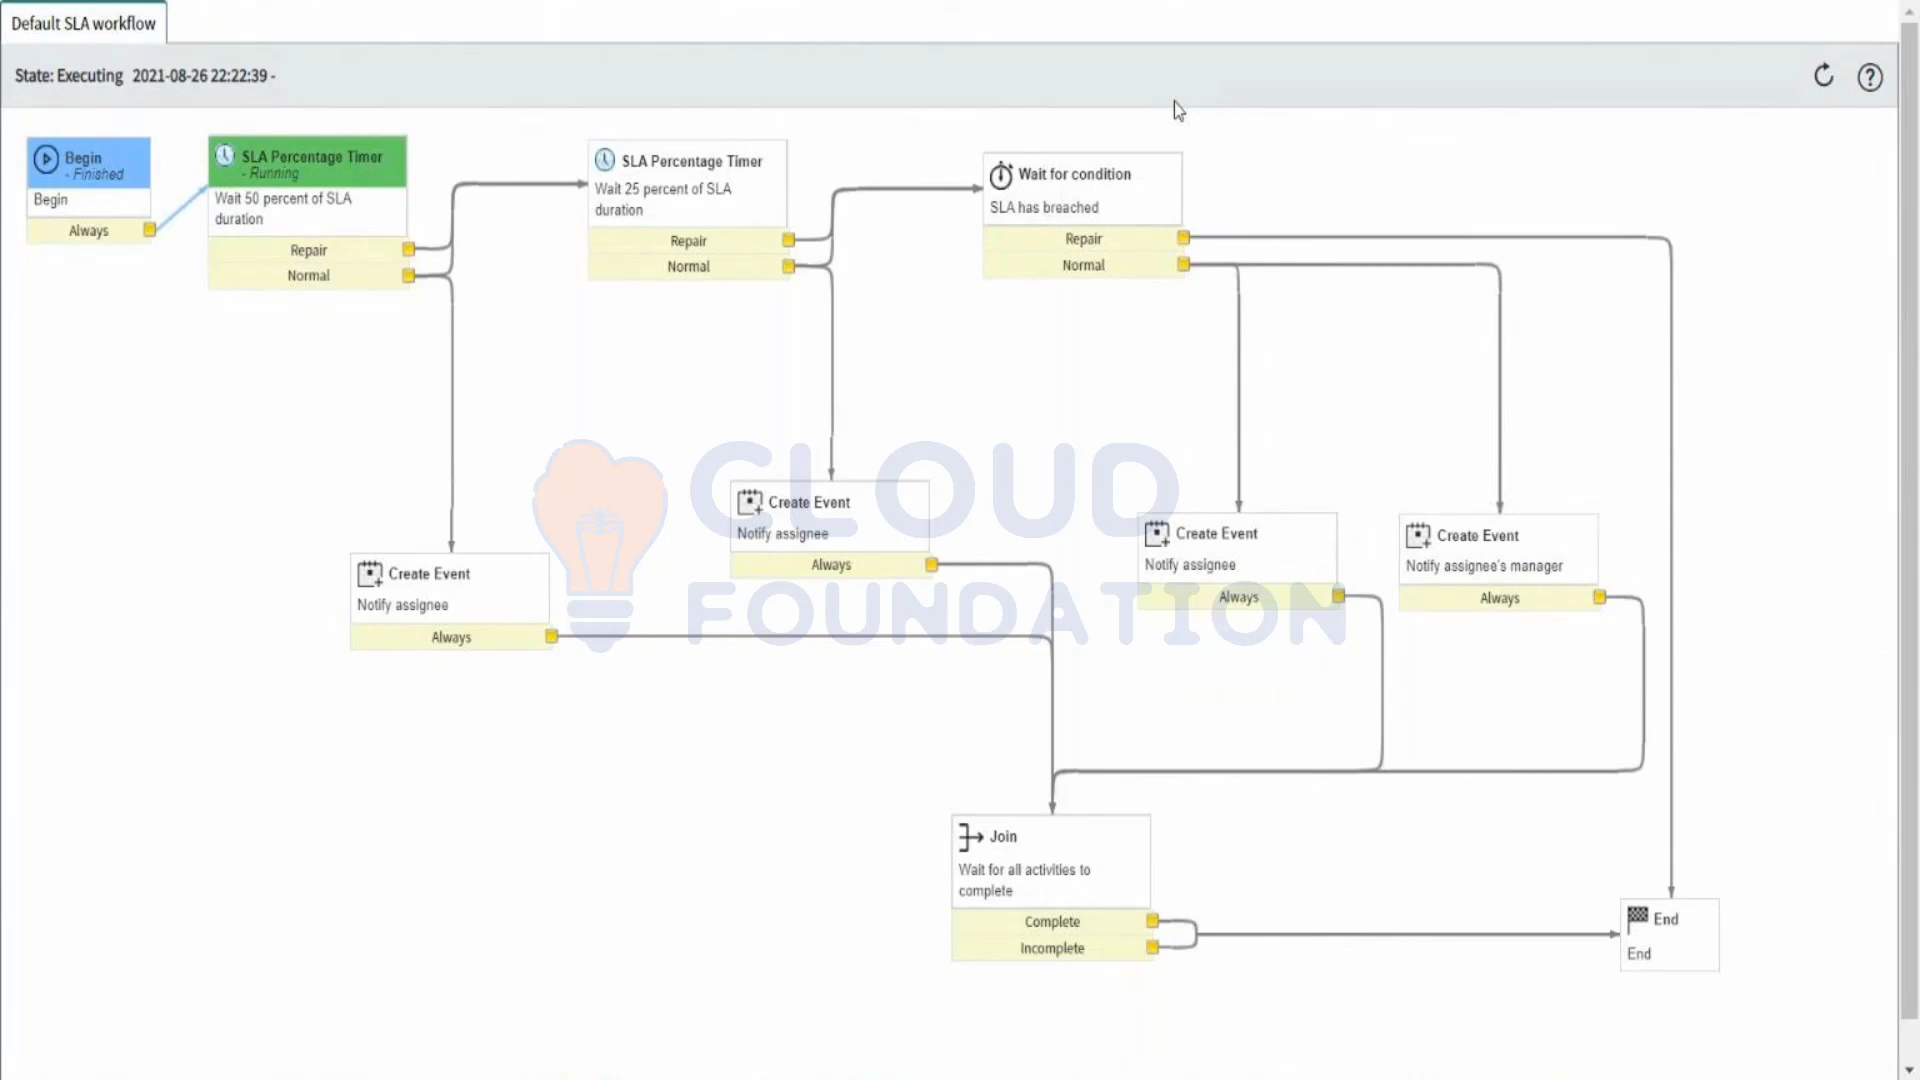 Default SLA workflow
State: Executing 2021-08-26 22:22:39 -
Begin
- Finished
Begin
Always
SLA Percentage Timer
- Running
Wait 50 percent of SLA
duration
Repair
Normal
SLA Percentage Timer
Wait 25 percent of SLA
duration
Repair
Normal
Wait for condition
SLA has breached
Repair
Normal
Create Event
Notify assignee
Always
Create Event
Notify assignee
Always
Create Event
Notify assignee
Always
Create Event
Notify assignee's manager
Always
CLOUD
FOUNDATION
Join
Wait for all activities to
complete
Complete
Incomplete
End
End